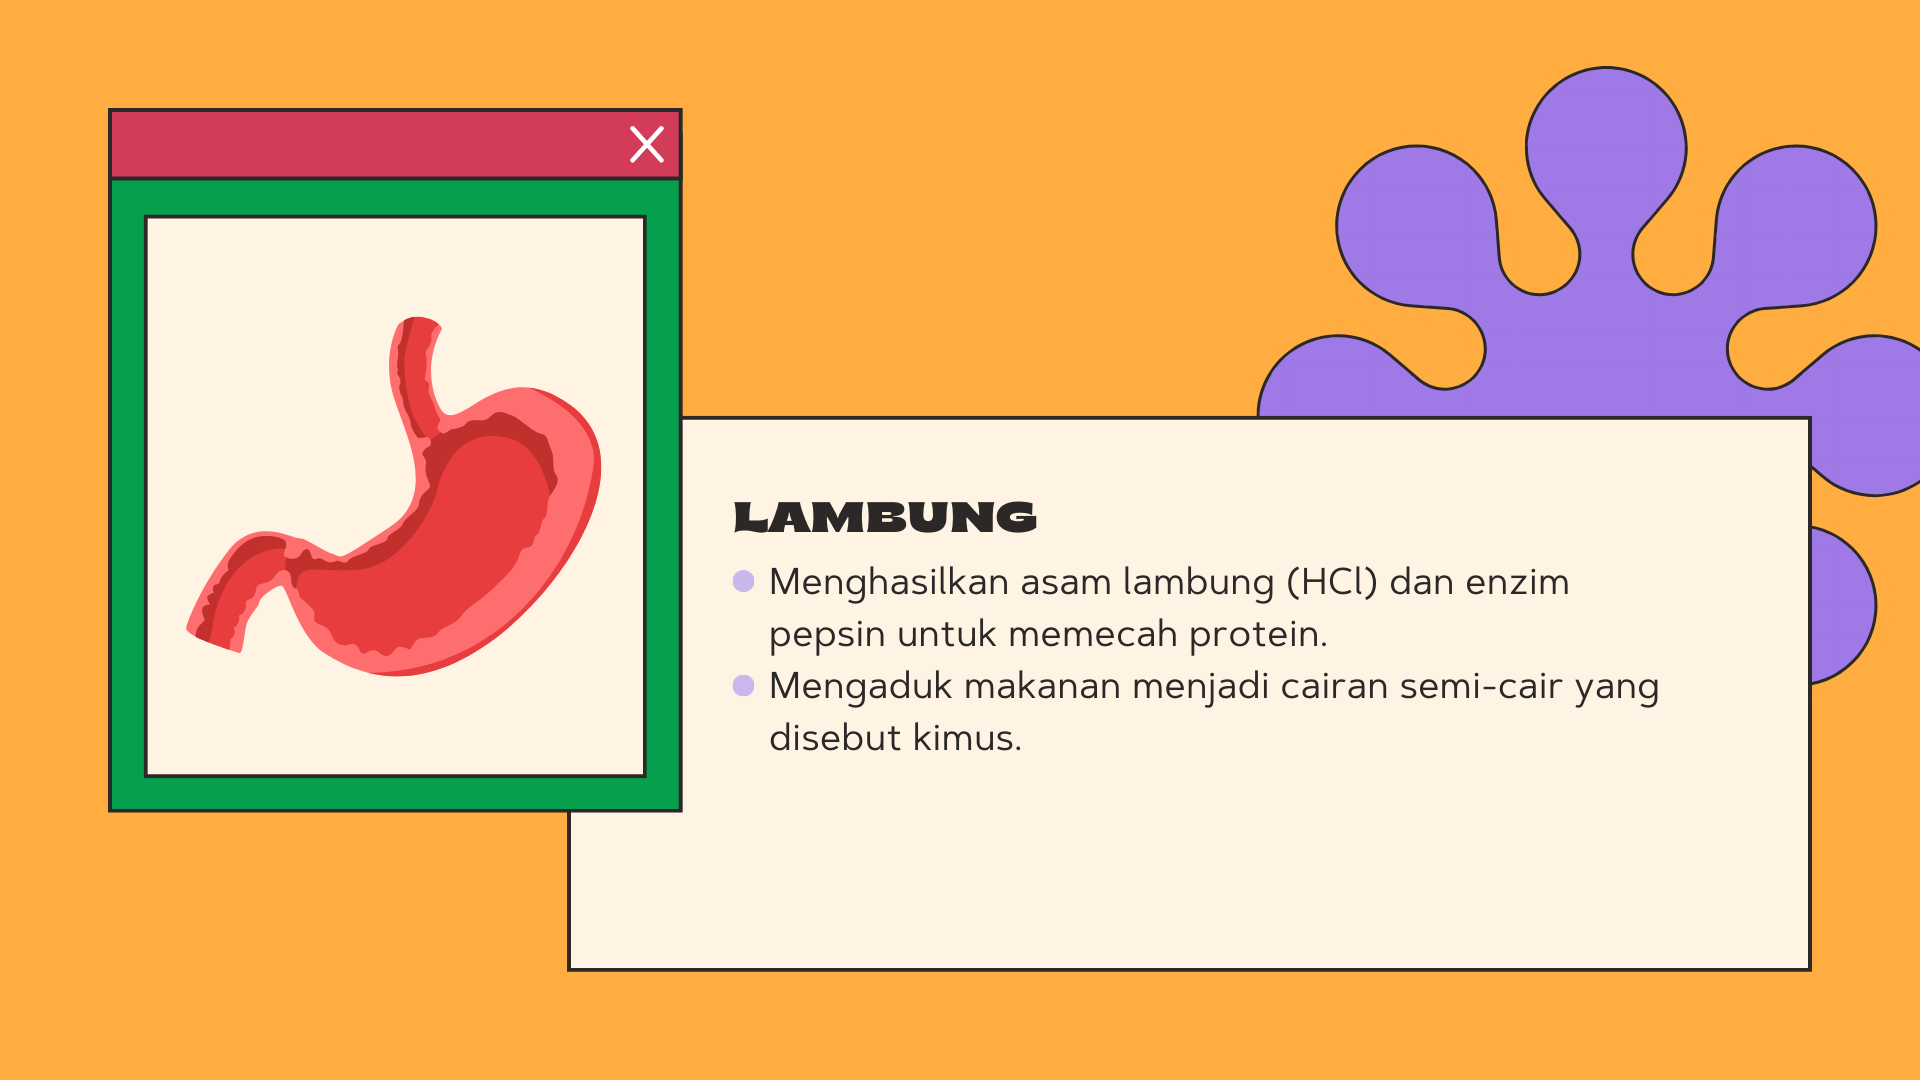 LAMBUNG
Menghasilkan asam lambung (HCl) dan enzim
pepsin untuk memecah protein.
Mengaduk makanan menjadi cairan semi-cair yang
disebut kimus.